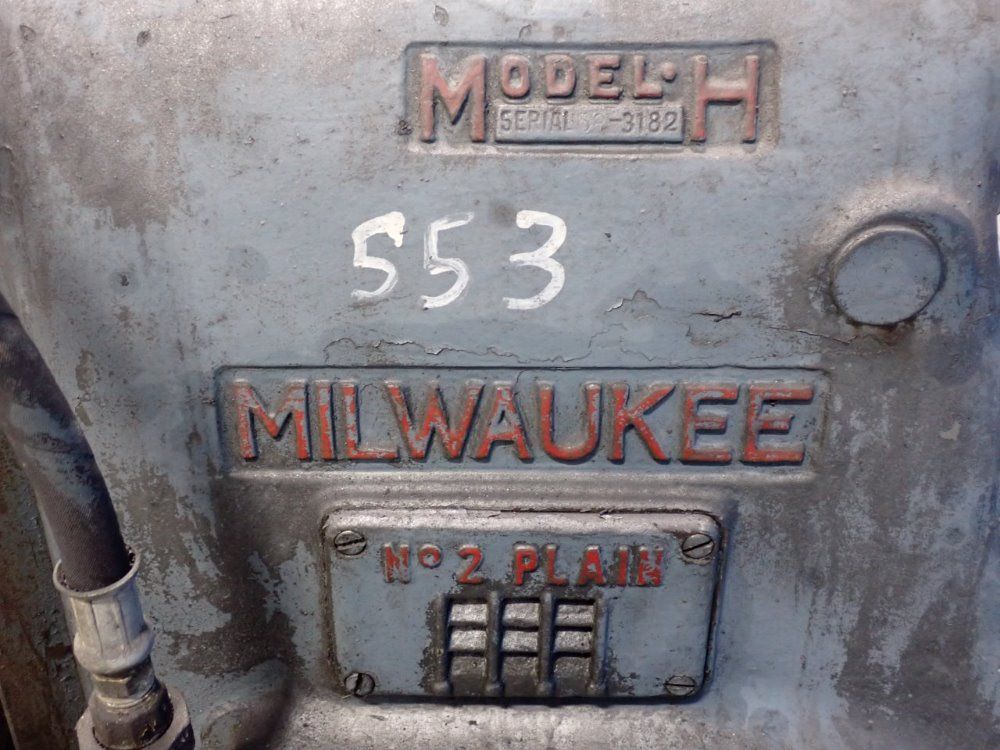 MODEL·H
SERIAL -3182
553
MILWAUKEE
Nº 2 PLAIN